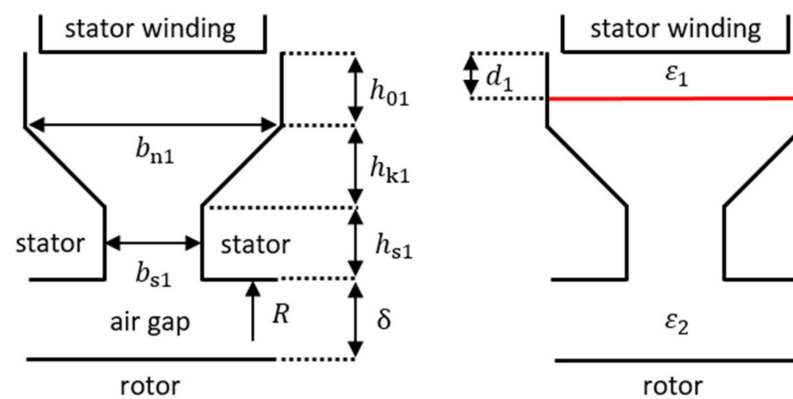 stator winding
h₀₁
bₙ₁
hₖ₁
stator
stator
bₛ₁
hₛ₁
air gap
R
δ
rotor
stator winding
d₁
ε₁
ε₂
rotor